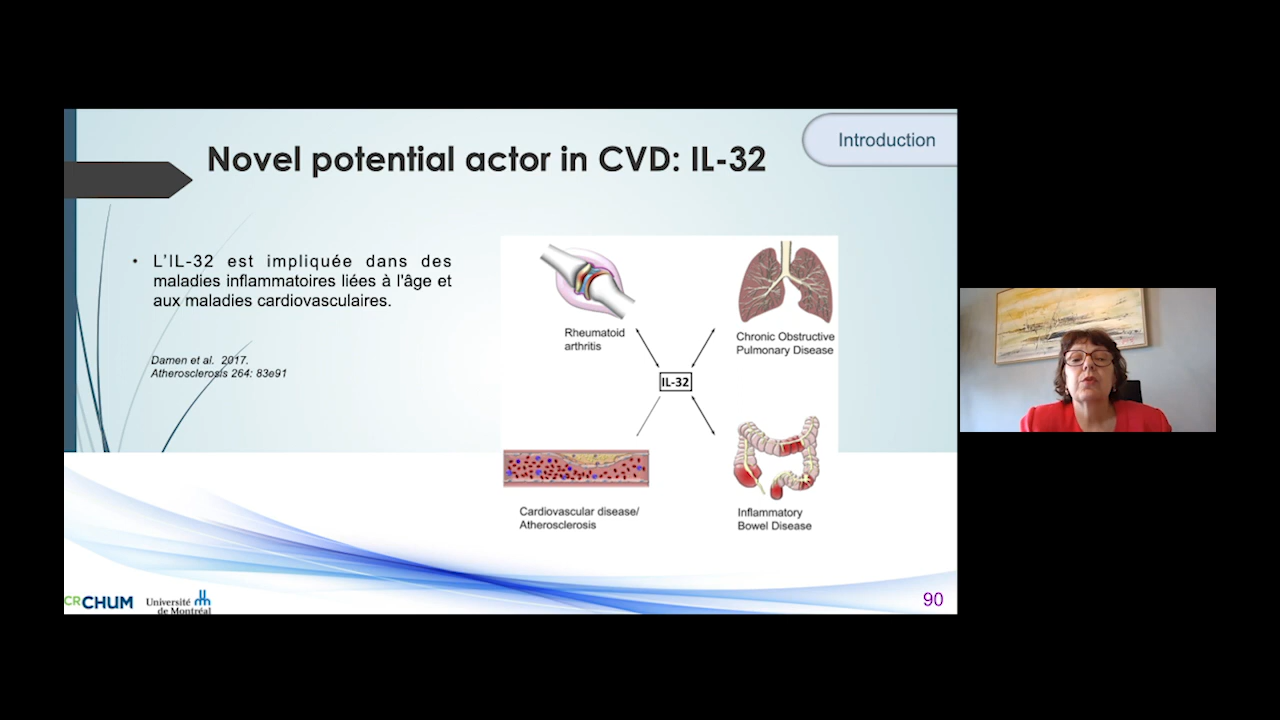 Introduction
Novel potential actor in CVD: IL-32
• L'IL-32 est impliquée dans des
maladies inflammatoires liées à l'âge et
aux maladies cardiovasculaires.
Damen et al. 2017.
Atherosclerosis 264: 83e91
Rheumatoid
arthritis
Chronic Obstructive
Pulmonary Disease
IL-32
Cardiovascular disease/
Atherosclerosis
Inflammatory
Bowel Disease
CRCHUM
Université
de Montréal
90